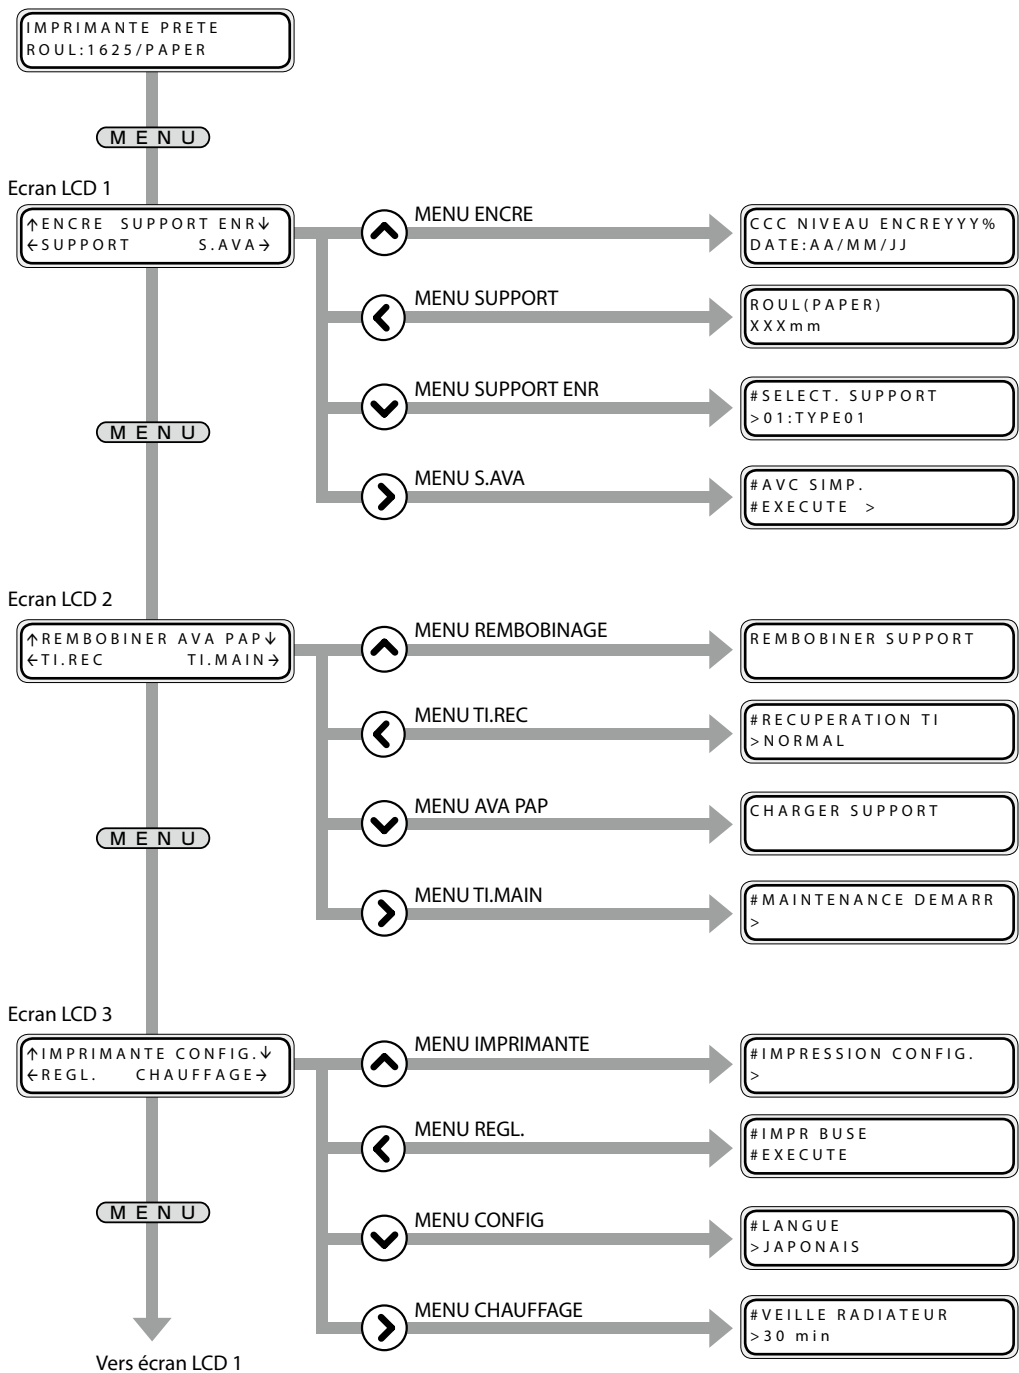 IMPRIMANTE PRETE
ROUL:1625/PAPER
MENU
Ecran LCD 1
↑ENCRE SUPPORT ENR↓
←SUPPORT S.AVA→
MENU ENCRE
CCC NIVEAU ENCREYYY%
DATE:AA/MM/JJ
MENU SUPPORT
ROUL(PAPER)
XXXmm
MENU SUPPORT ENR
#SELECT. SUPPORT
>01:TYPE01
MENU
MENU S.AVA
#AVC SIMP.
#EXECUTE >
Ecran LCD 2
↑REMBOBINER AVA PAP↓
←TI.REC TI.MAIN→
MENU REMBOBINAGE
REMBOBINER SUPPORT
MENU TI.REC
#RECUPERATION TI
>NORMAL
MENU AVA PAP
CHARGER SUPPORT
MENU
MENU TI.MAIN
#MAINTENANCE DEMARR
>
Ecran LCD 3
↑IMPRIMANTE CONFIG.↓
←REGL. CHAUFFAGE→
MENU IMPRIMANTE
#IMPRESSION CONFIG.
>
MENU REGL.
#IMPR BUSE
#EXECUTE
MENU
MENU CONFIG
#LANGUE
>JAPONAIS
MENU CHAUFFAGE
#VEILLE RADIATEUR
>30 min
Vers écran LCD 1